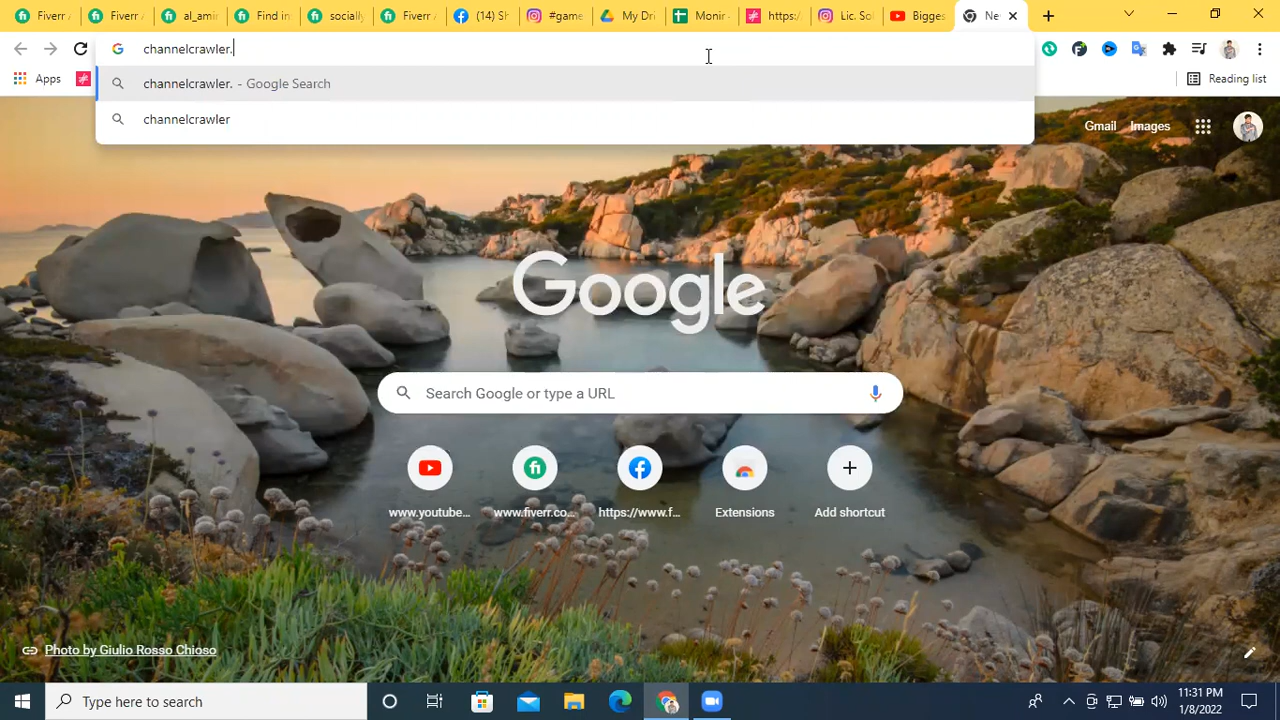 Fiverr /
Fiverr /
al_amir
Find in
socially
Fiverr /
(14) Sh
#game
My Dri
Monir
https:/
Lic. Sof
Bigges
Ne
channelcrawler.
Apps
Reading list
channelcrawler. - Google Search
channelcrawler
Gmail Images
Google
Search Google or type a URL
www.youtube...
www.fiverr.co...
https://www.f...
Extensions
Add shortcut
Photo by Giulio Rosso Chioso
Type here to search
11:31 PM
1/8/2022